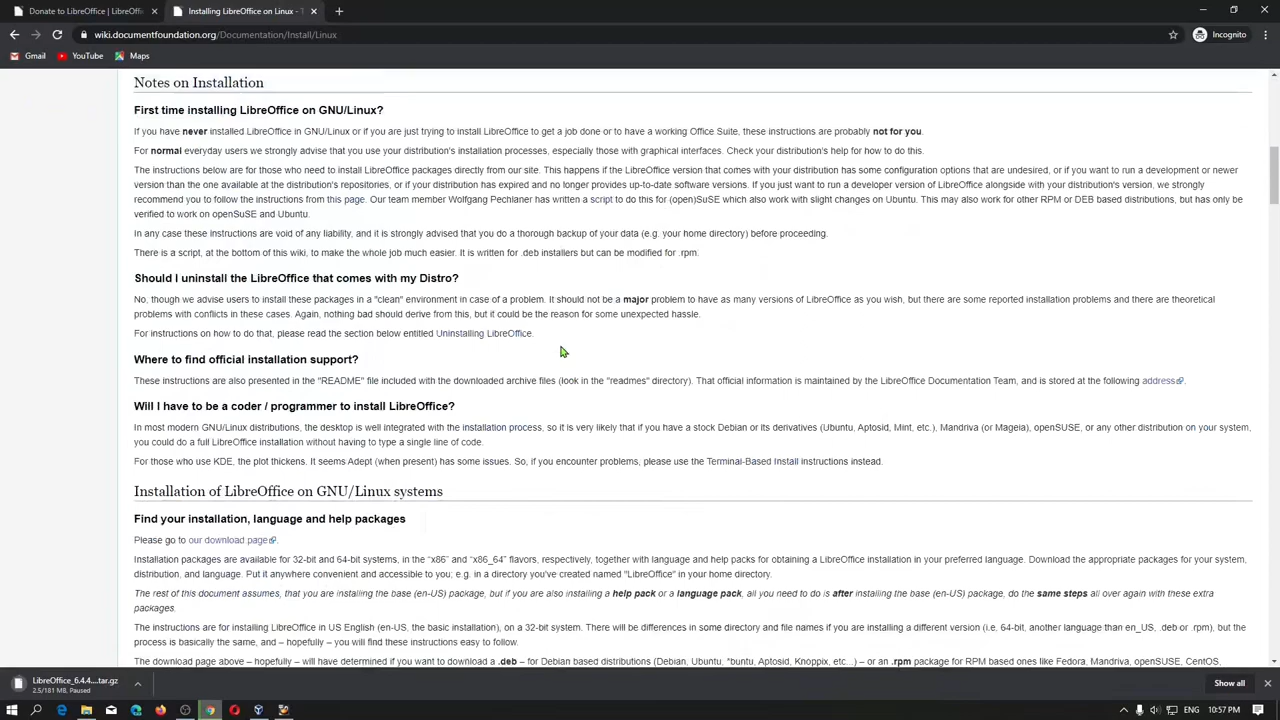 Donate to LibreOffice | LibreOffi
Installing LibreOffice on Linux - T
wiki.documentfoundation.org/Documentation/Install/Linux
Incognito
Gmail
YouTube
Maps
Notes on Installation
First time installing LibreOffice on GNU/Linux?
If you have never installed LibreOffice in GNU/Linux or if you are just trying to install LibreOffice to get a job done or to have a working Office Suite, these instructions are probably not for you.
For normal everyday users we strongly advise that you use your distribution's installation processes, especially those with graphical interfaces. Check your distribution's help for how to do this.
The instructions below are for those who need to install LibreOffice packages directly from our site. This happens if the LibreOffice version that comes with your distribution has some configuration options that are undesired, or if you want to run a development or newer
version than the one available at the distribution's repositories, or if your distribution has expired and no longer provides up-to-date software versions. If you just want to run a developer version of LibreOffice alongside with your distribution's version, we strongly
recommend you to follow the instructions from this page. Our team member Wolfgang Pechlaner has written a script to do this for (open)SuSE which also work with slight changes on Ubuntu. This may also work for other RPM or DEB based distributions, but has only be
verified to work on openSuSE and Ubuntu.
In any case these instructions are void of any liability, and it is strongly advised that you do a thorough backup of your data (e.g. your home directory) before proceeding.
There is a script, at the bottom of this wiki, to make the whole job much easier. It is written for .deb installers but can be modified for .rpm.
Should I uninstall the LibreOffice that comes with my Distro?
No, though we advise users to install these packages in a "clean" environment in case of a problem. It should not be a major problem to have as many versions of LibreOffice as you wish, but there are some reported installation problems and there are theoretical
problems with conflicts in these cases. Again, nothing bad should derive from this, but it could be the reason for some unexpected hassle.
For instructions on how to do that, please read the section below entitled Uninstalling LibreOffice.
Where to find official installation support?
These instructions are also presented in the "README" file included with the downloaded archive files (look in the "readmes" directory). That official information is maintained by the LibreOffice Documentation Team, and is stored at the following address.
Will I have to be a coder / programmer to install LibreOffice?
In most modern GNU/Linux distributions, the desktop is well integrated with the installation process, so it is very likely that if you have a stock Debian or its derivatives (Ubuntu, Aptosid, Mint, etc.), Mandriva (or Mageia), openSUSE, or any other distribution on your system,
you could do a full LibreOffice installation without having to type a single line of code.
For those who use KDE, the plot thickens. It seems Adept (when present) has some issues. So, if you encounter problems, please use the Terminal-Based Install instructions instead.
Installation of LibreOffice on GNU/Linux systems
Find your installation, language and help packages
Please go to our download page.
Installation packages are available for 32-bit and 64-bit systems, in the “x86” and “x86_64” flavors, respectively, together with language and help packs for obtaining a LibreOffice installation in your preferred language. Download the appropriate packages for your system,
distribution, and language. Put it anywhere convenient and accessible to you; e.g. in a directory you've created named "LibreOffice" in your home directory.
The rest of this document assumes, that you are installing the base (en-US) package, but if you are also installing a help pack or a language pack, all you need to do is after installing the base (en-US) package, do the same steps all over again with these extra
packages.
The instructions are for installing LibreOffice in US English (en-US, the basic installation), on a 32-bit system. There will be differences in some directory and file names if you are installing a different version (i.e. 64-bit, another language than en_US, .deb or .rpm), but the
process is basically the same, and – hopefully – you will find these instructions easy to follow.
The download page above – hopefully – will have determined if you want to download a .deb – for Debian based distributions (Debian, Ubuntu, *buntu, Aptosid, Knoppix, etc...) – or an .rpm package for RPM based ones like Fedora, Mandriva, openSUSE, CentOS,
LibreOffice_6.4.4....tar.gz
2.5/181 MB, Paused
Show all
ENG
10:57 PM